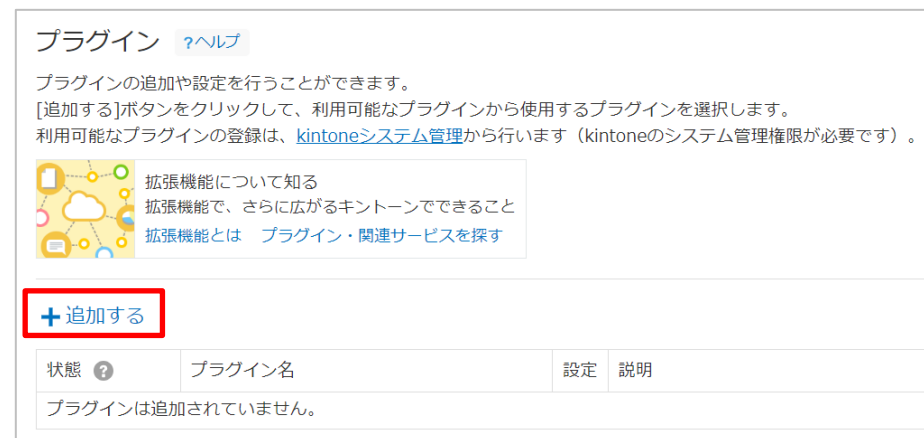 プラグイン ?ヘルプ
プラグインの追加や設定を行うことができます。
[追加する]ボタンをクリックして、利用可能なプラグインから使用するプラグインを選択します。
利用可能なプラグインの登録は、kintoneシステム管理から行います（kintoneのシステム管理権限が必要です）。
拡張機能について知る
拡張機能で、さらに広がるキントーンでできること
拡張機能とは プラグイン・関連サービスを探す
+追加する
状態 ? プラグイン名 設定 説明
プラグインは追加されていません。